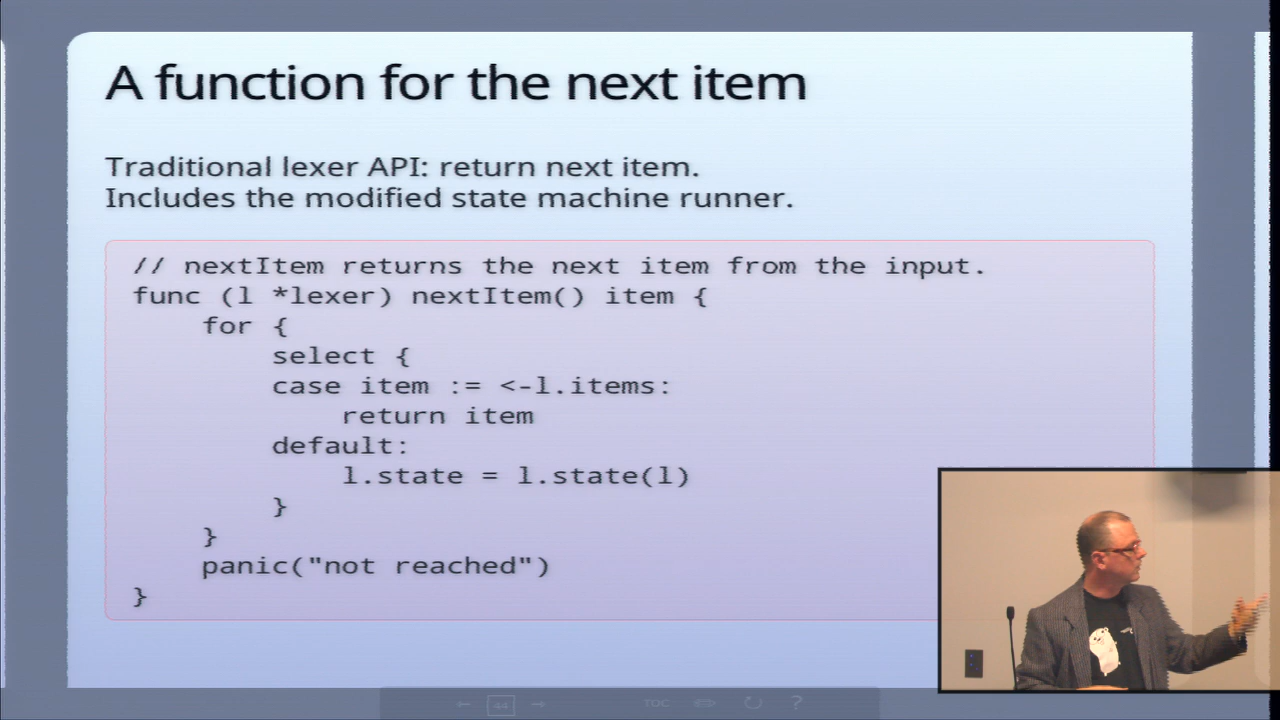 A function for the next item
Traditional lexer API: return next item.
Includes the modified state machine runner.
// nextItem returns the next item from the input.
func (l *lexer) nextItem() item {
    for {
        select {
        case item := <-l.items:
            return item
        default:
            l.state = l.state(l)
        }
    }
    panic("not reached")
}
← 44 → TOC ?